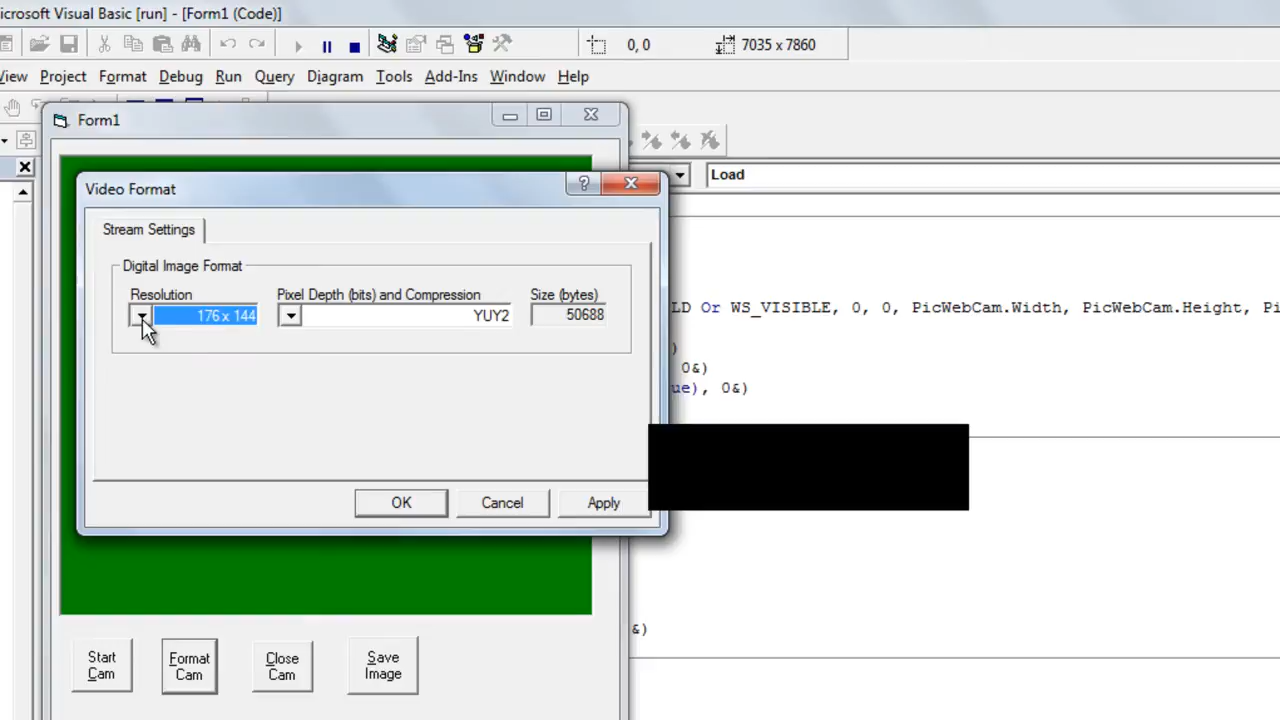 icrosoft Visual Basic [run] - [Form1 (Code)]
0, 0 7035 x 7860
View Project Format Debug Run Query Diagram Tools Add-Ins Window Help
Form1
Load
Video Format
Stream Settings
Digital Image Format
Resolution Pixel Depth (bits) and Compression Size (bytes)
176 x 144 YUY2 50688
LD Or WS_VISIBLE, 0, 0, PicWebCam.Width, PicWebCam.Height, Pi
)
0&)
ue), 0&)
OK Cancel Apply
&)
Start Cam
Format Cam
Close Cam
Save Image